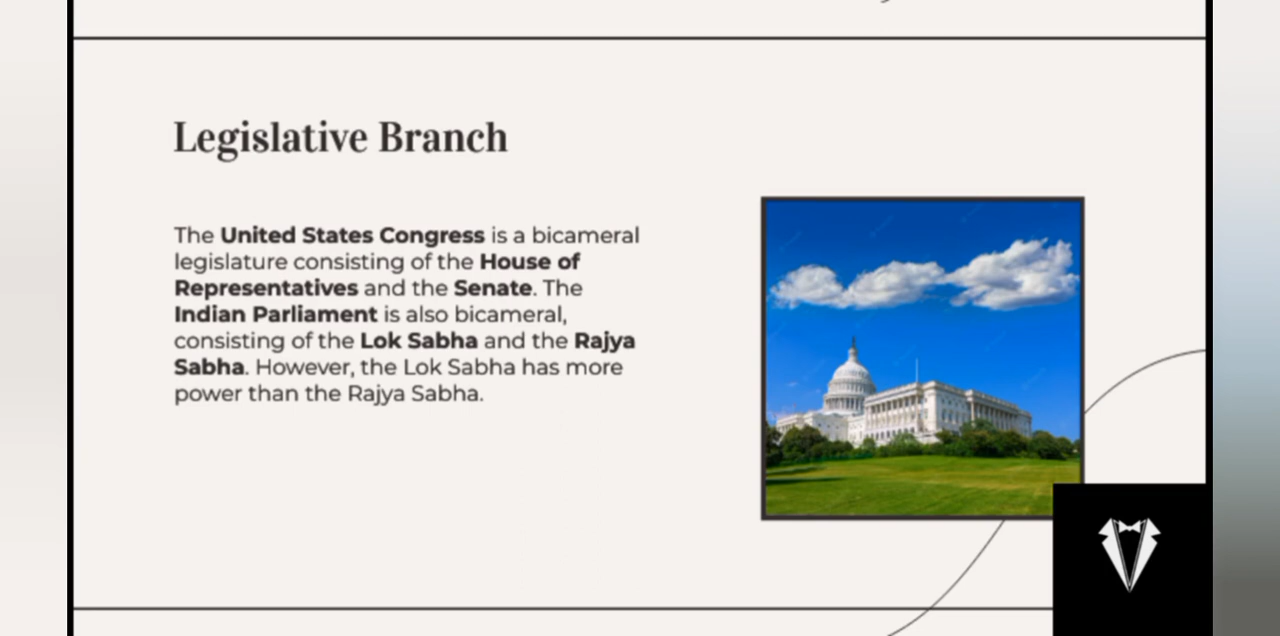 Legislative Branch
The United States Congress is a bicameral
legislature consisting of the House of
Representatives and the Senate. The
Indian Parliament is also bicameral,
consisting of the Lok Sabha and the Rajya
Sabha. However, the Lok Sabha has more
power than the Rajya Sabha.